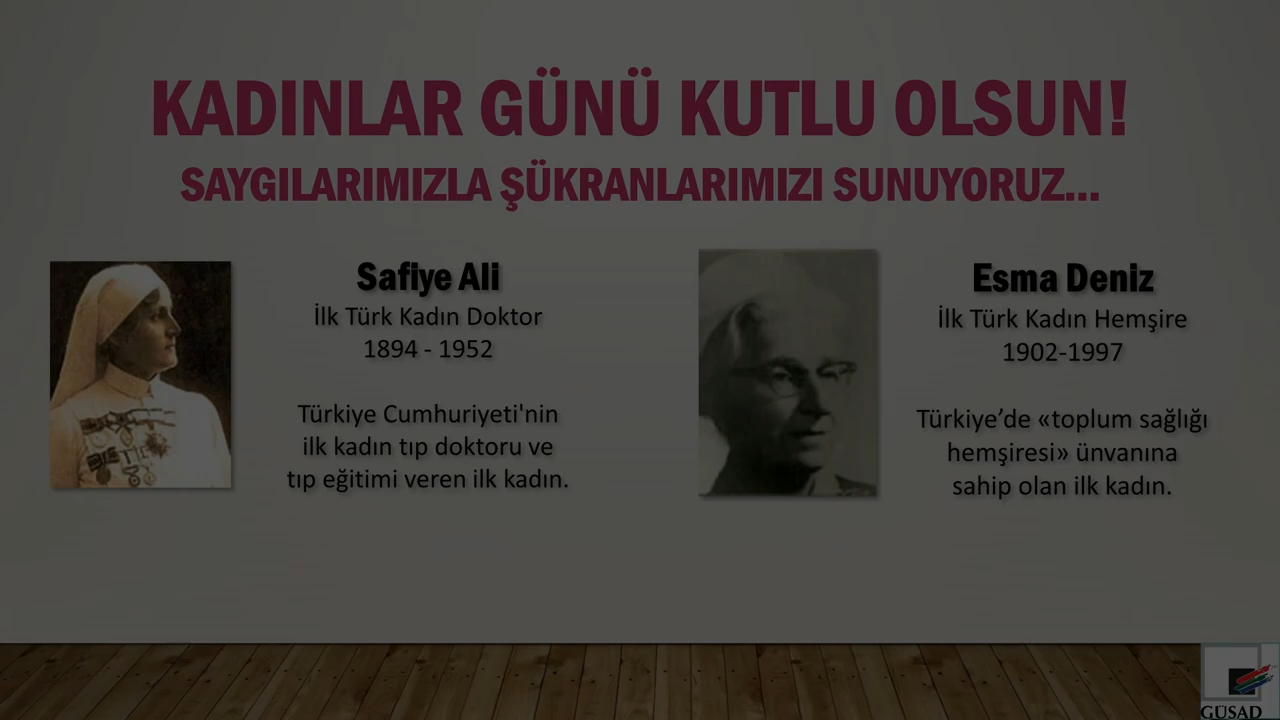 KADINLAR GÜNÜ KUTLU OLSUN!
SAYGILARIMIZLA ŞÜKRANLARIMIZI SUNUYORUZ...
Safiye Ali
İlk Türk Kadın Doktor
1894 - 1952
Türkiye Cumhuriyeti'nin
ilk kadın tıp doktoru ve
tıp eğitimi veren ilk kadın.
Esma Deniz
İlk Türk Kadın Hemşire
1902-1997
Türkiye’de «toplum sağlığı
hemşiresi» ünvanına
sahip olan ilk kadın.
GÜSAD